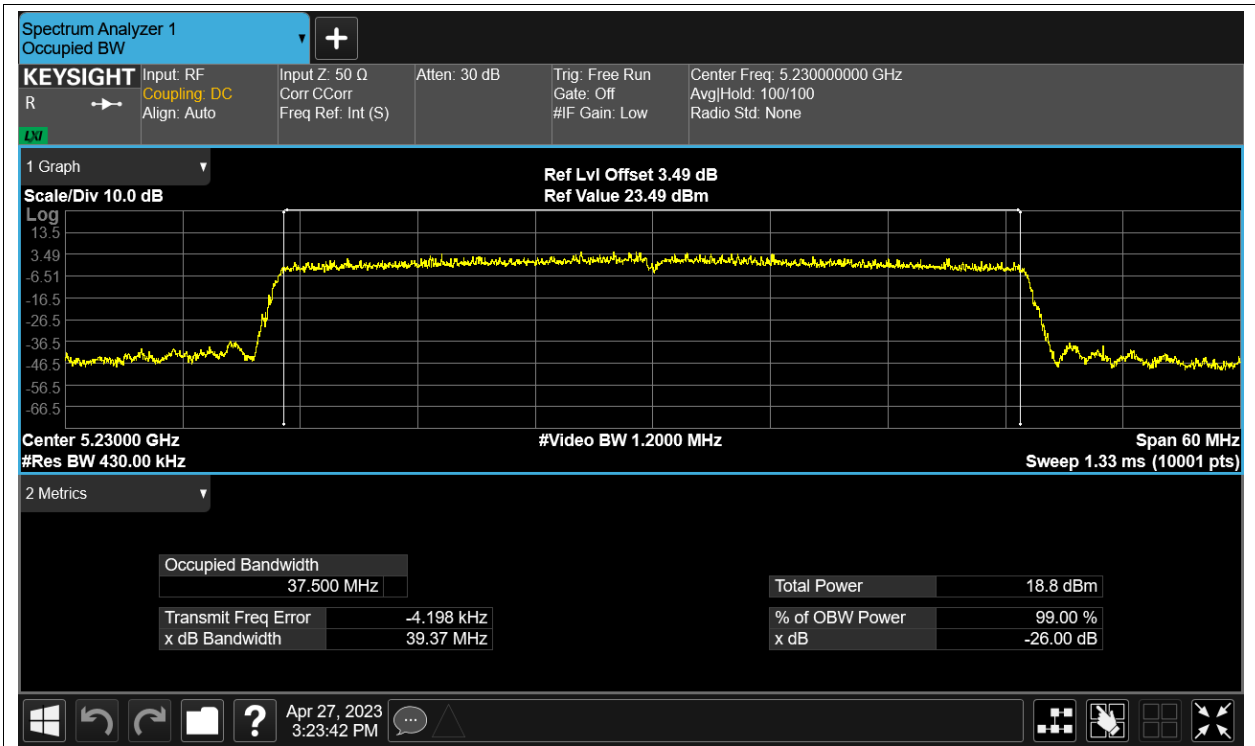 Spectrum Analyzer 1
Occupied BW
KEYSIGHT
R
LXI
Input: RF
Coupling: DC
Align: Auto
Input Z: 50 Ω
Corr CCorr
Freq Ref: Int (S)
Atten: 30 dB
Trig: Free Run
Gate: Off
#IF Gain: Low
Center Freq: 5.230000000 GHz
Avg|Hold: 100/100
Radio Std: None
1 Graph
Scale/Div 10.0 dB
Ref Lvl Offset 3.49 dB
Ref Value 23.49 dBm
Log
13.5
3.49
-6.51
-16.5
-26.5
-36.5
-46.5
-56.5
-66.5
Center 5.23000 GHz
#Video BW 1.2000 MHz
Span 60 MHz
#Res BW 430.00 kHz
Sweep 1.33 ms (10001 pts)
2 Metrics
Occupied Bandwidth
37.500 MHz
Total Power 18.8 dBm
Transmit Freq Error -4.198 kHz
% of OBW Power 99.00 %
x dB Bandwidth 39.37 MHz
x dB -26.00 dB
?
Apr 27, 2023
3:23:42 PM